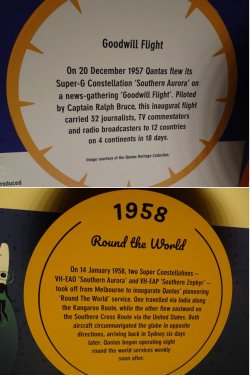 Goodwill Flight
On 20 December 1957 Qantas flew its
Super-G Constellation 'Southern Aurora' on
a news-gathering 'Goodwill Flight'. Piloted
by Captain Ralph Bruce, this inaugural flight
carried 32 journalists, TV commentators
and radio broadcasters to 12 countries
on 4 continents in 18 days.
Image courtesy of the Qantas Heritage Collection.
roduced
1958
Round the World
On 14 January 1958, two Super Constellations –
VH-EAO 'Southern Aurora' and VH-EAP 'Southern Zephyr' –
took off from Melbourne to inaugurate Qantas' pioneering
'Round The World' service. One travelled via India along
the Kangaroo Route, while the other flew eastward on
the Southern Cross Route via the United States. Both
aircraft circumnavigated the globe in opposite
directions, arriving back in Sydney six days
later. Qantas began operating eight
round the world services weekly
soon after.